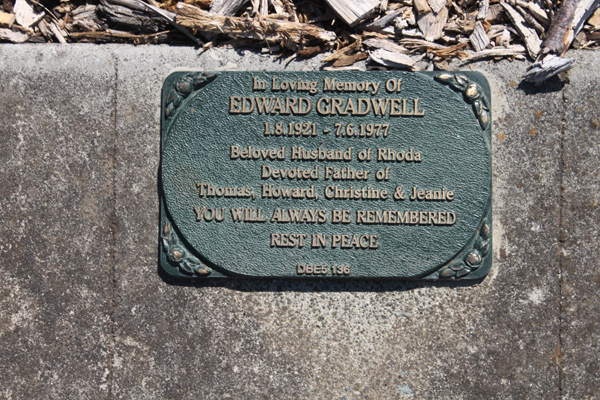 In Loving Memory Of
EDWARD GRADWELL
1.8.1921 - 7.6.1977
Beloved Husband of Rhoda
Devoted Father of
Thomas, Howard, Christine & Jeanie
YOU WILL ALWAYS BE REMEMBERED
REST IN PEACE
DBE5 136